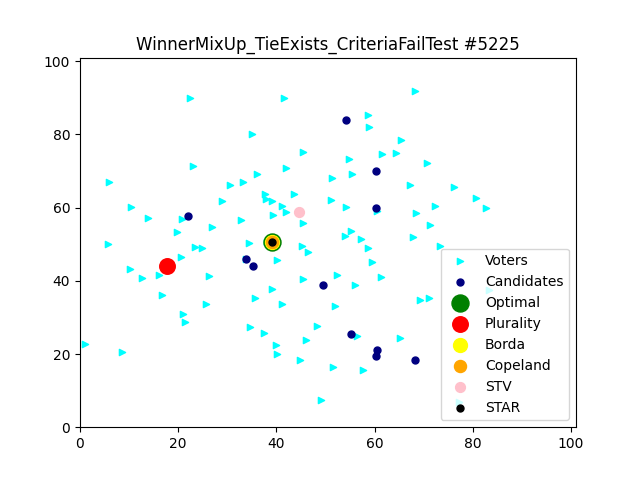 WinnerMixUp_TieExists_CriteriaFailTest #5225
100
80
60
40
20
0
0 20 40 60 80 100
Voters
Candidates
Optimal
Plurality
Borda
Copeland
STV
STAR